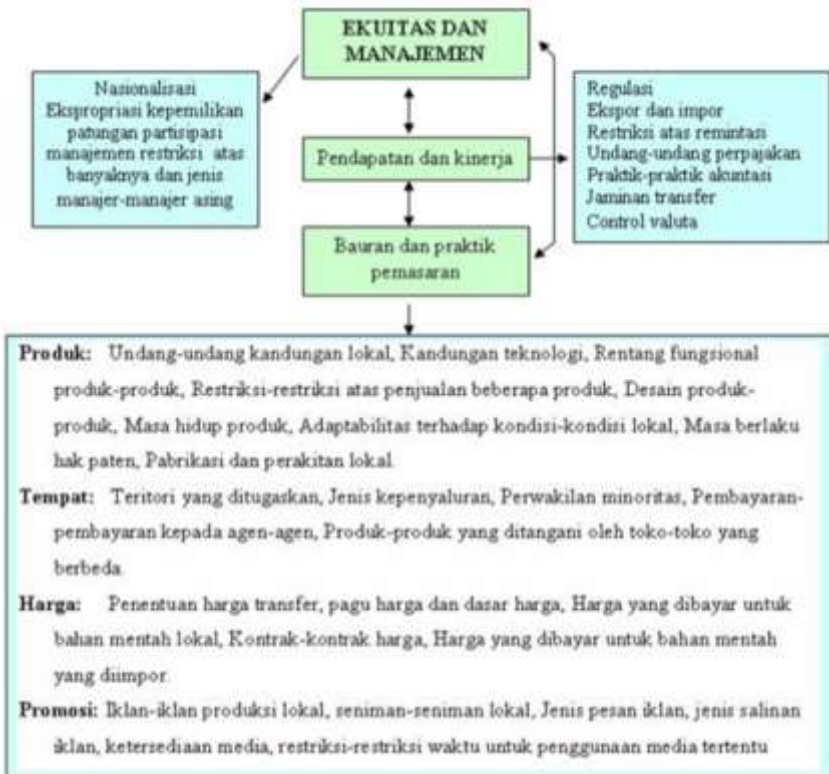 EKUITAS DAN
MANAJEMEN
Nasionalisasi
Ekspropriasi kepemilikan
patungan partisipasi
manajemen restriksi atas
banyaknya dan jenis
manajer-manajer asing
Pendapatan dan kinerja
Regulasi
Ekspor dan impor
Restriksi atas remintasi
Undang-undang perpajakan
Praktik-praktik akuntasi
Jaminan transfer
Control valuta
Bauran dan praktik
pemasaran
Produk: Undang-undang kandungan lokal, Kandungan teknologi, Rentang fungsional
produk-produk, Restriksi-restriksi atas penjualan beberapa produk, Desain produk-
produk, Masa hidup produk, Adaptabilitas terhadap kondisi-kondisi lokal, Masa berlaku
hak paten, Pabrikasi dan perakitan lokal.
Tempat: Teritori yang ditugaskan, Jenis kepenyaluran, Perwakilan minoritas, Pembayaran-
pembayaran kepada agen-agen, Produk-produk yang ditangani oleh toko-toko yang
berbeda.
Harga: Penentuan harga transfer, pagu harga dan dasar harga, Harga yang dibayar untuk
bahan mentah lokal, Kontrak-kontrak harga, Harga yang dibayar untuk bahan mentah
yang diimpor.
Promosi: Iklan-iklan produksi lokal, seniman-seniman lokal, Jenis pesan iklan, jenis salinan
iklan, ketersediaan media, restriksi-restriksi waktu untuk penggunaan media tertentu